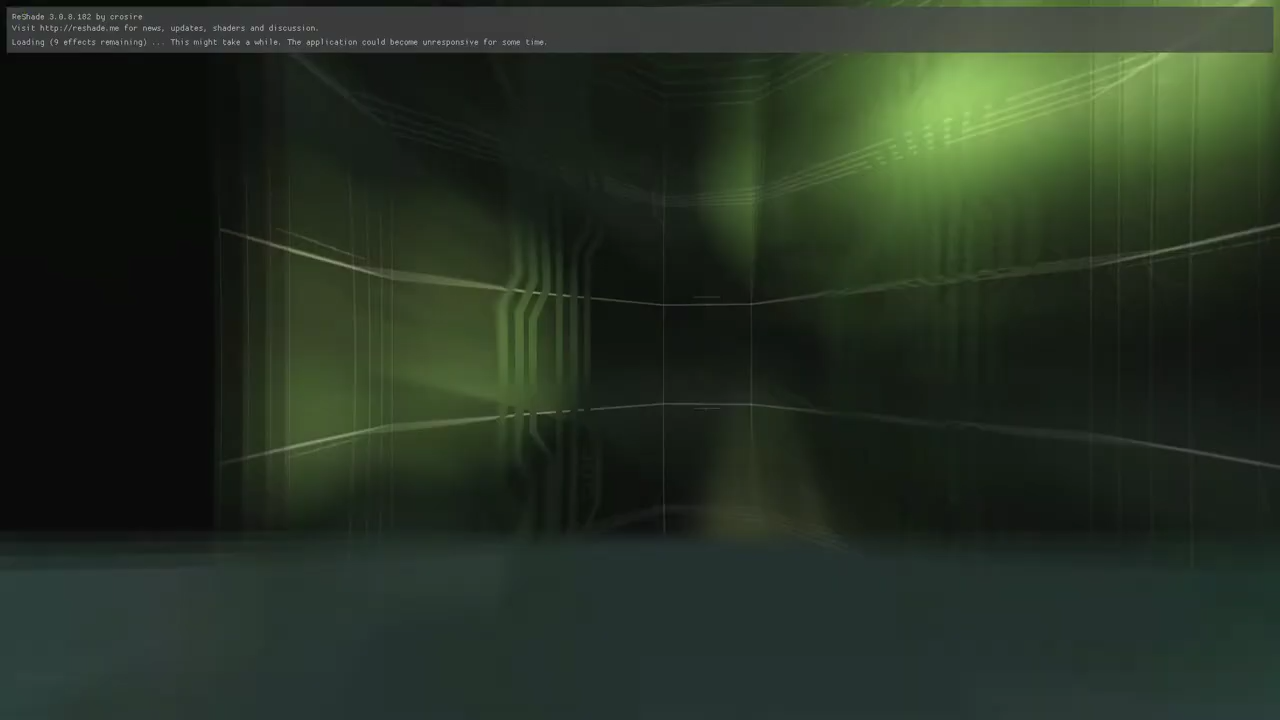 ReShade 3.0.8.182 by crosire
Visit http://reshade.me for news, updates, shaders and discussion.
Loading (9 effects remaining) ... This might take a while. The application could become unresponsive for some time.